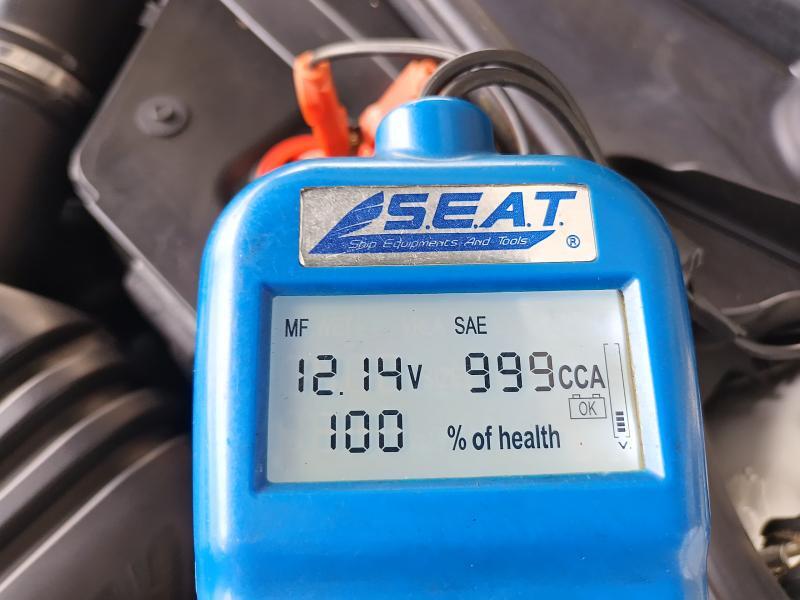 S.E.A.T.
Ship Equipments And Tools ®
MF SAE
12.14V 999CCA
OK
100 % of health
V